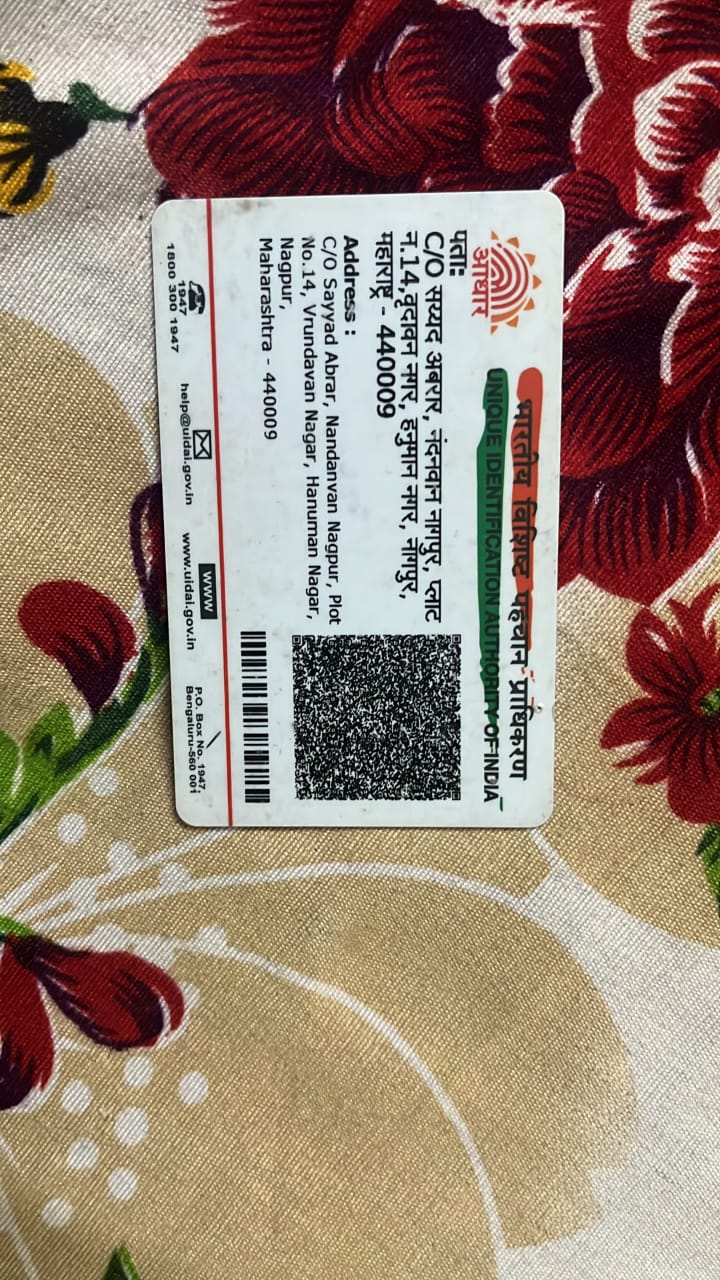 भारतीय विशिष्ट पहचान प्राधिकरण
UNIQUE IDENTIFICATION AUTHORITY OF INDIA
आधार
पता:
C/O सय्यद अबरार, नंदनवान नागपुर, प्लाट
न.14,वृंदावन नगर, हनुमान नगर, नागपुर,
महाराष्ट्र - 440009
Address :
C/O Sayyad Abrar, Nandanvan Nagpur, Plot
No.14, Vrundavan Nagar, Hanuman Nagar,
Nagpur,
Maharashtra - 440009
1947
1800 300 1947
help@uidai.gov.in
www
www.uidai.gov.in
P.O. Box No. 1947,
Bengaluru-560 001